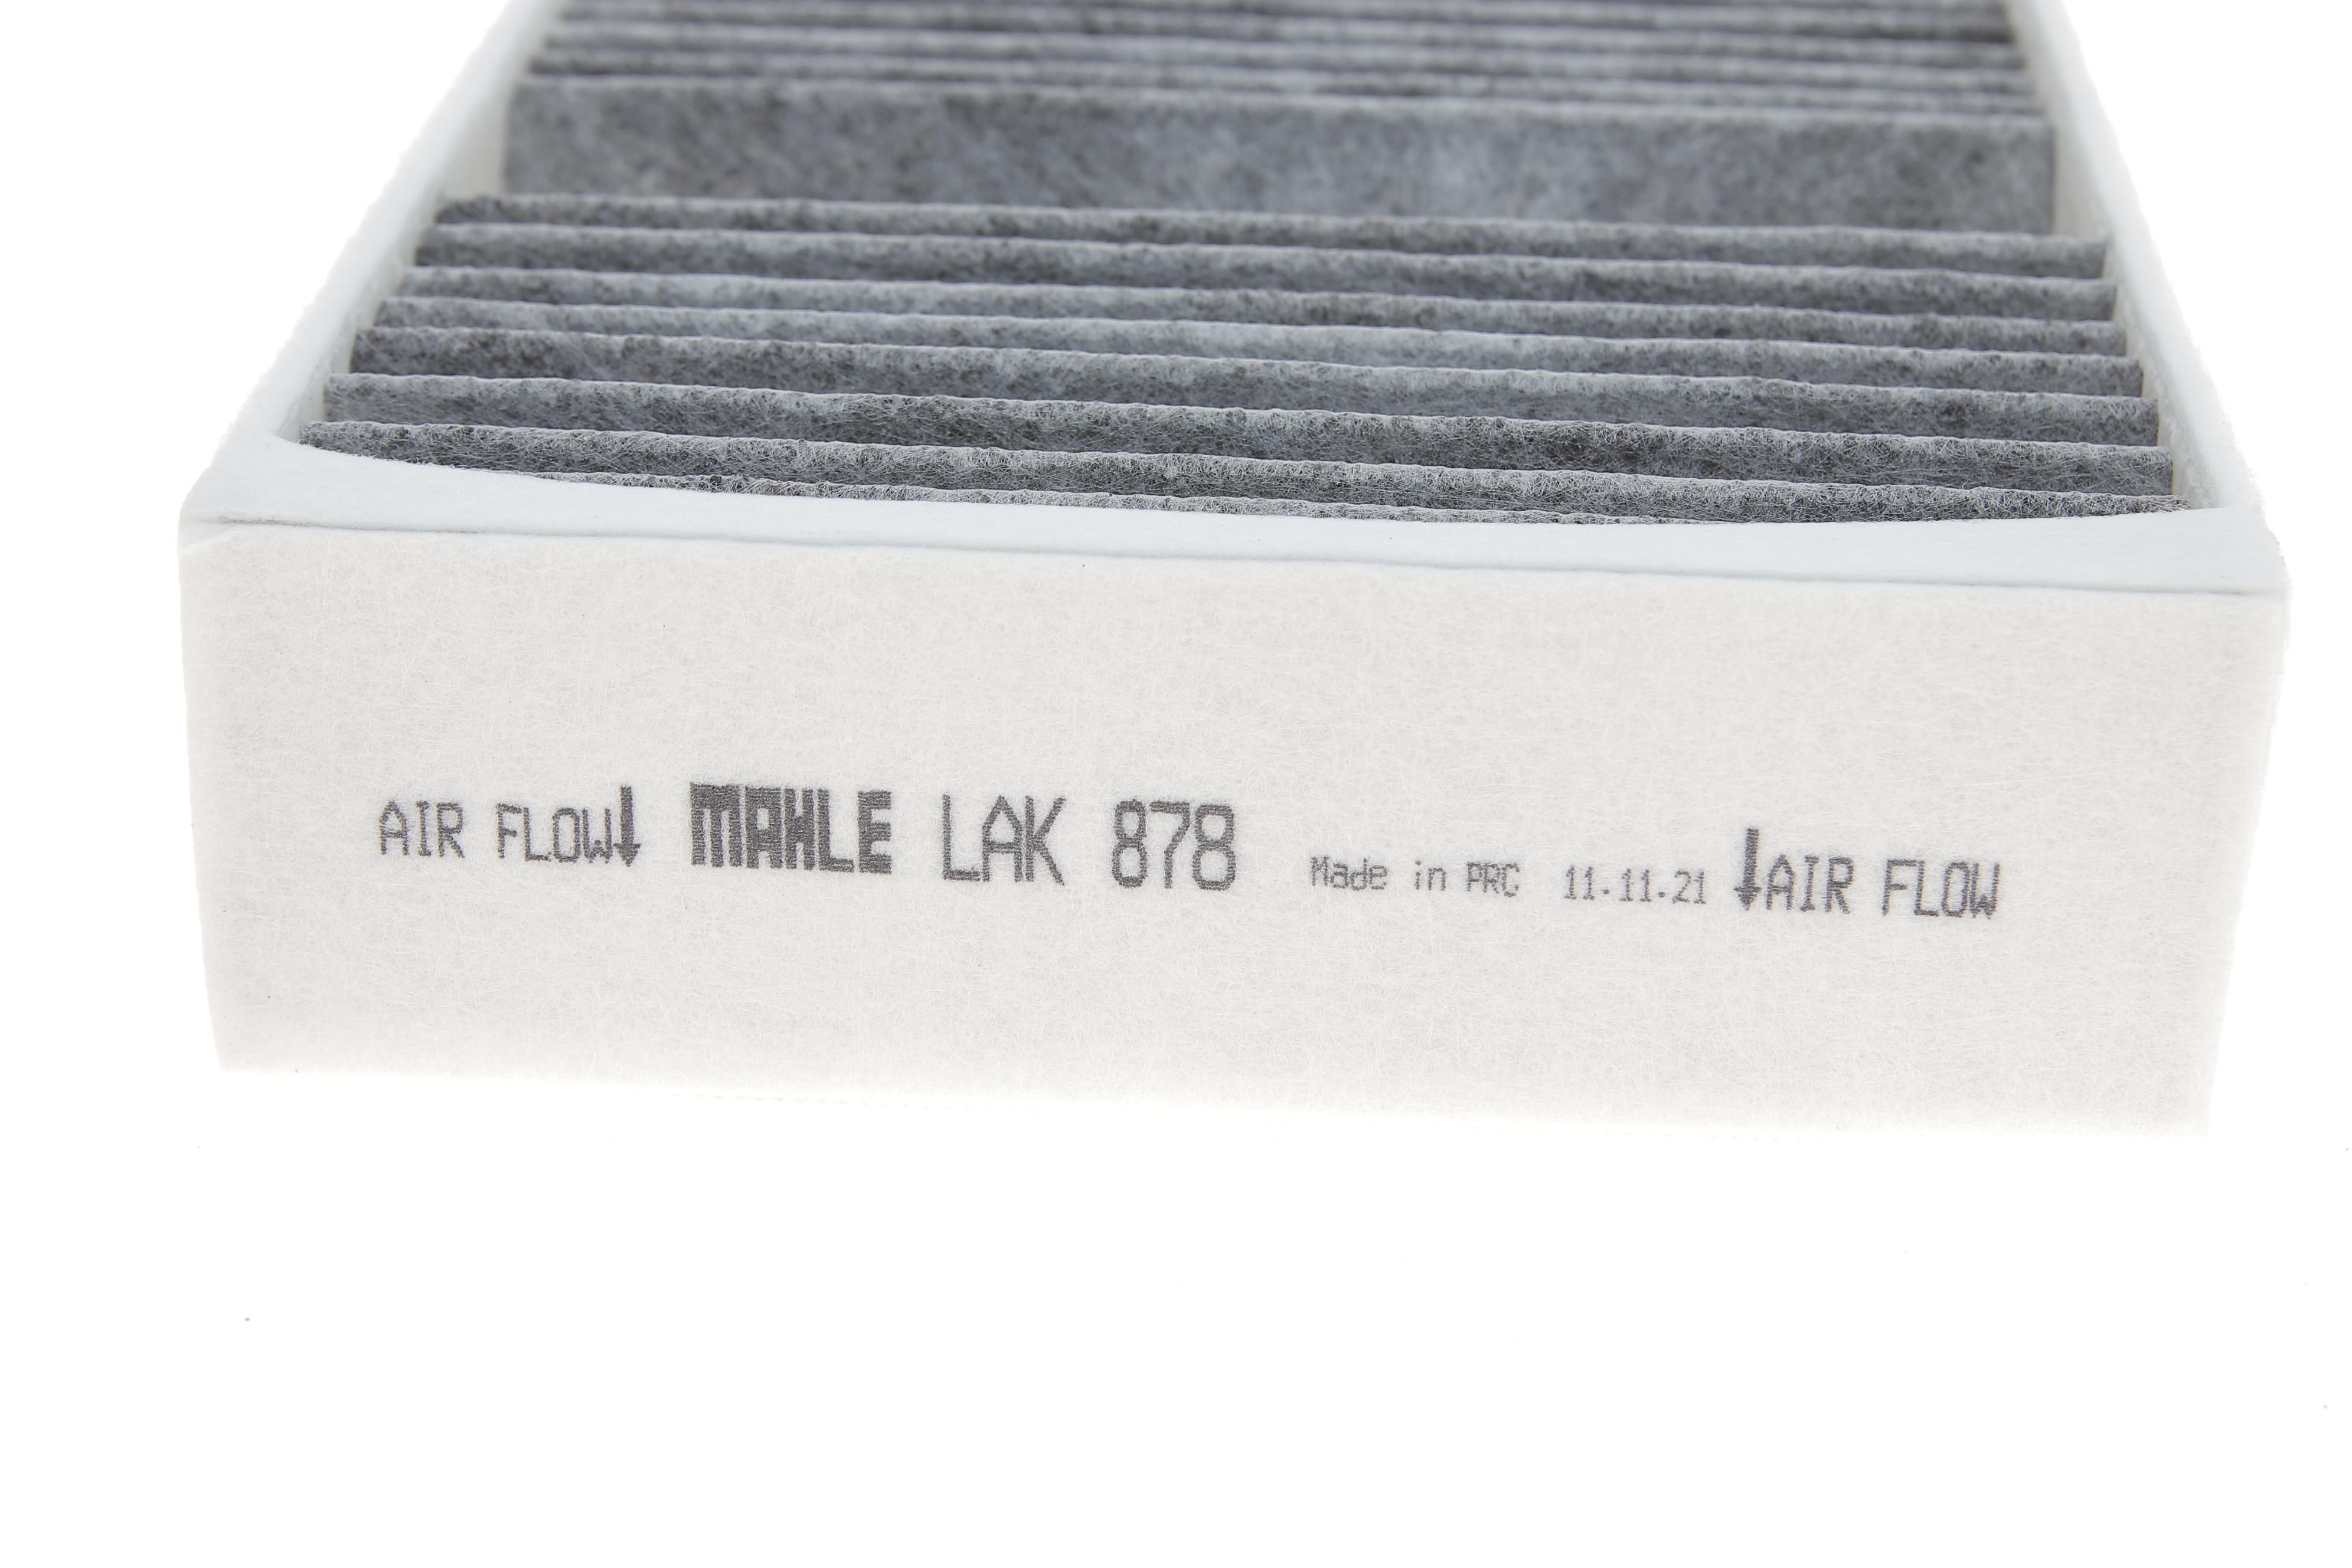 AIR FLOW↓ MAHLE LAK 878 Made in PRC 11.11.21 ↓AIR FLOW